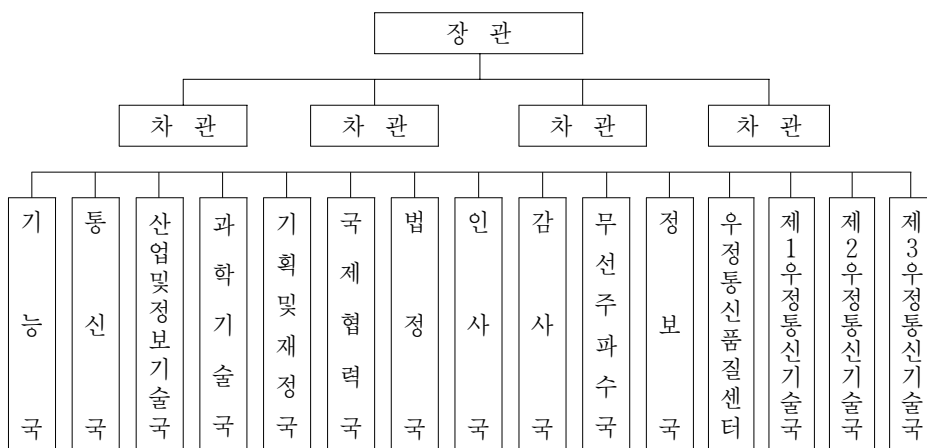 장 관
차 관
차 관
차 관
차 관
기능국
통신국
산업및정보기술국
과학기술국
기획및재정국
국제협력국
법정국
인사국
감사국
무선주파수국
정보국
우정통신품질센터
제1우정통신기술국
제2우정통신기술국
제3우정통신기술국